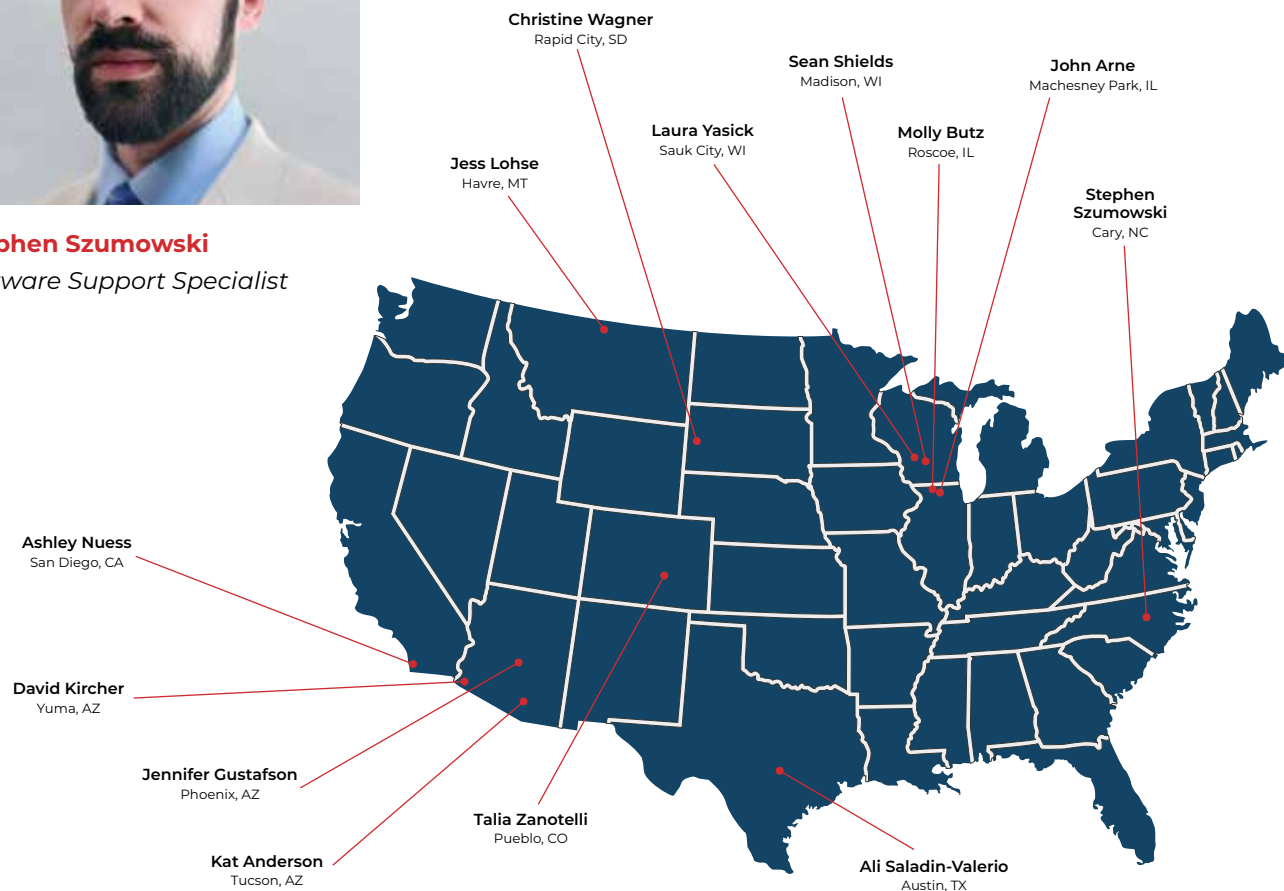 Christine Wagner
Rapid City, SD
Sean Shields
Madison, WI
John Arne
Machesney Park, IL
Laura Yasick
Sauk City, WI
Molly Butz
Roscoe, IL
Jess Lohse
Havre, MT
Stephen
Szumowski
Cary, NC
phen Szumowski
ware Support Specialist
Ashley Nuess
San Diego, CA
David Kircher
Yuma, AZ
Jennifer Gustafson
Phoenix, AZ
Talia Zanotelli
Pueblo, CO
Kat Anderson
Tucson, AZ
Ali Saladin-Valerio
Austin, TX